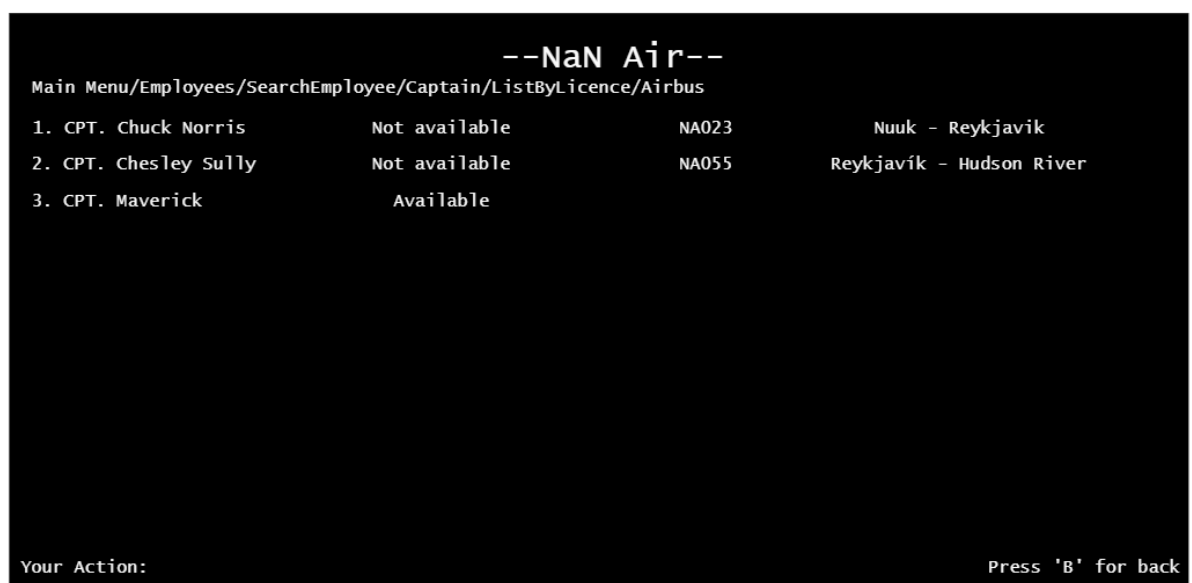 --NaN Air--
Main Menu/Employees/SearchEmployee/Captain/ListByLicence/Airbus
1. CPT. Chuck Norris Not available NA023 Nuuk - Reykjavik
2. CPT. Chesley Sully Not available NA055 Reykjavík - Hudson River
3. CPT. Maverick Available
Your Action: Press 'B' for back